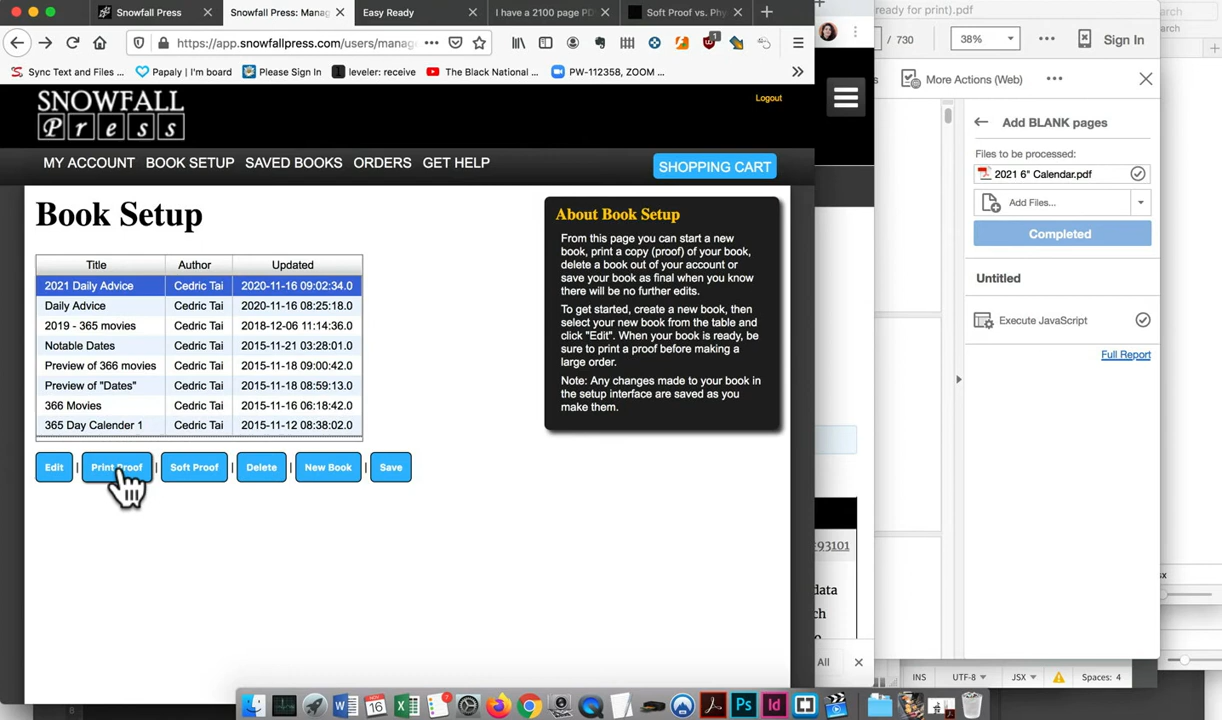 Snowfall Press
Snowfall Press: Manag
Easy Ready
I have a 2100 page PD
Soft Proof vs. Phy
https://app.snowfallpress.com/users/manag
1
Sync Text and Files ...
Papaly | I'm board
Please Sign In
leveler: receive
The Black National ...
PW-112358, ZOOM ...
SNOWFALL
Press
Logout
MY ACCOUNT
BOOK SETUP
SAVED BOOKS
ORDERS
GET HELP
SHOPPING CART
Book Setup
Title
Author
Updated
2021 Daily Advice
Cedric Tai
2020-11-16 09:02:34.0
Daily Advice
Cedric Tai
2020-11-16 08:25:18.0
2019 - 365 movies
Cedric Tai
2018-12-06 11:14:36.0
Notable Dates
Cedric Tai
2015-11-21 03:28:01.0
Preview of 366 movies
Cedric Tai
2015-11-18 09:00:42.0
Preview of "Dates"
Cedric Tai
2015-11-18 08:59:13.0
366 Movies
Cedric Tai
2015-11-16 06:18:42.0
365 Day Calender 1
Cedric Tai
2015-11-12 08:38:02.0
Edit
Print Proof
Soft Proof
Delete
New Book
Save
About Book Setup
From this page you can start a new
book, print a copy (proof) of your book,
delete a book out of your account or
save your book as final when you know
there will be no further edits.
To get started, create a new book, then
select your new book from the table and
click "Edit". When your book is ready, be
sure to print a proof before making a
large order.
Note: Any changes made to your book in
the setup interface are saved as you
make them.
ready for print).pdf
/ 730
38%
Sign In
More Actions (Web)
Add BLANK pages
Files to be processed:
2021 6" Calendar.pdf
Add Files...
Completed
Untitled
Execute JavaScript
Full Report
#93101
data
ch
All
INS
UTF-8
JSX
Spaces: 4
NOV
16
7
Ps
Id
8